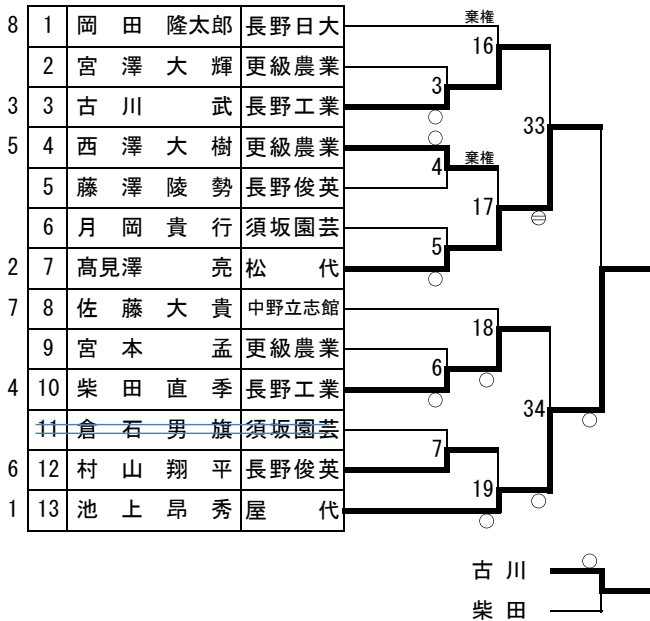 8 1 岡田 隆太郎 長野日大 棄権
16
2 宮澤大輝 更級農業
3
3 3 古川 武 長野工業 ○
33
5 4 西澤大樹 更級農業 ○
4 棄権
5 藤澤陵勢 長野俊英
17
6 月岡貴行 須坂園芸
5
2 7 髙見澤 亮 松代 ○
7 8 佐藤大貴 中野立志館
18
9 宮本 孟 更級農業
6 ○
4 10 柴田直季 長野工業 ○
34 ○
11 倉石男旗 須坂園芸
7
6 12 村山翔平 長野俊英
19 ○
1 13 池上昂秀 屋代 ○
古川 ○
柴田